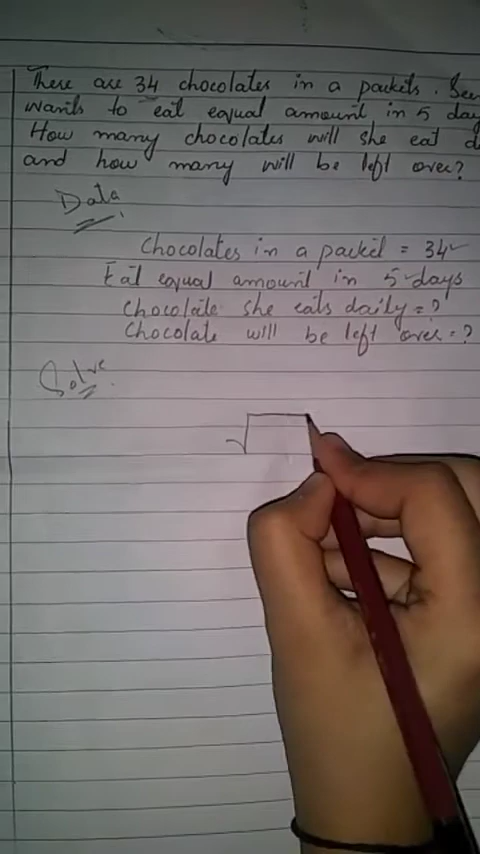 There are 34 chocolates in a packets. 
wants to eat equal amount in 5
How many chocolates will she eat
and how many will be left over?
Data
Chocolates in a packet = 34
Eat equal amount in 5 days
Chocolate she eats daily = ?
Chocolate will be left over = ?
Solve